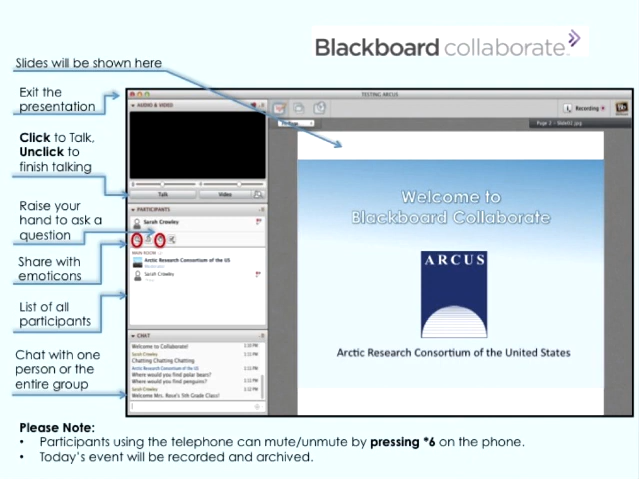 Blackboard collaborate
Slides will be shown here
Exit the
presentation
Click to Talk,
Unclick to
finish talking
Raise your
hand to ask a
question
Share with
emoticons
List of all
participants
Chat with one
person or the
entire group
TESTING ARCUS
AUDIO & VIDEO
Talk
Video
PARTICIPANTS
Sarah Crowley
MAIN ROOM
Arctic Research Consortium of the US
Sarah Crowley
CHAT
Welcome to Collaborate!
Sarah Crowley
Chatting Chatting Chatting
Arctic Research Consortium of the US
Where would you find polar bears?
Where would you find penguins?
Sarah Crowley
Welcome Mrs. Rosa's 5th Grade Class!
Recording
Welcome to
Blackboard Collaborate
ARCUS
Arctic Research Consortium of the United States
Please Note:
• Participants using the telephone can mute/unmute by pressing *6 on the phone.
• Today's event will be recorded and archived.